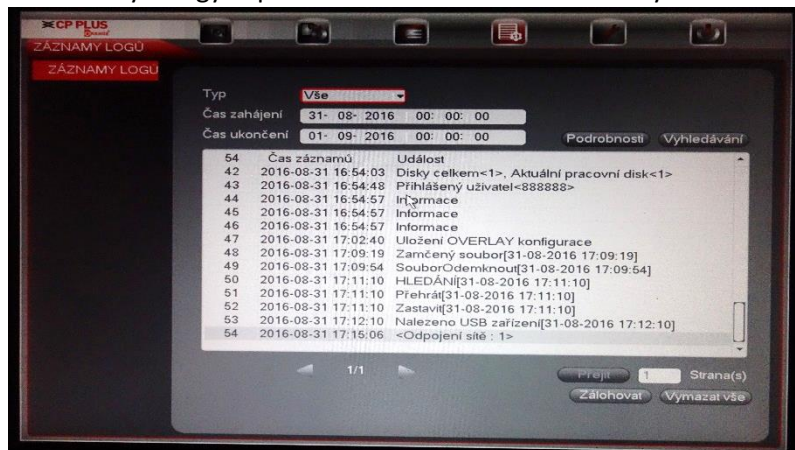 CP PLUS
ZÁZNAMY LOGŮ
ZÁZNAMY LOGŮ
Typ Vše
Čas zahájení 31- 08- 2016 00: 00: 00
Čas ukončení 01- 09- 2016 00: 00: 00 Podrobnosti Vyhledávání
54 Čas záznamů Událost
42 2016-08-31 16:54:03 Disky celkem<1>, Aktuální pracovní disk<1>
43 2016-08-31 16:54:48 Přihlášený uživatel<888888>
44 2016-08-31 16:54:57 Informace
45 2016-08-31 16:54:57 Informace
46 2016-08-31 16:54:57 Informace
47 2016-08-31 17:02:40 Uložení OVERLAY konfigurace
48 2016-08-31 17:09:19 Zamčený soubor[31-08-2016 17:09:19]
49 2016-08-31 17:09:54 SouborOdemknout[31-08-2016 17:09:54]
50 2016-08-31 17:11:10 HLEDÁNÍ[31-08-2016 17:11:10]
51 2016-08-31 17:11:10 Přehrát[31-08-2016 17:11:10]
52 2016-08-31 17:11:10 Zastavit[31-08-2016 17:11:10]
53 2016-08-31 17:12:10 Nalezeno USB zařízení[31-08-2016 17:12:10]
54 2016-08-31 17:15:06 <Odpojení sítě : 1>
1/1 Přejít 1 Strana(s)
Zálohovat Vymazat vše